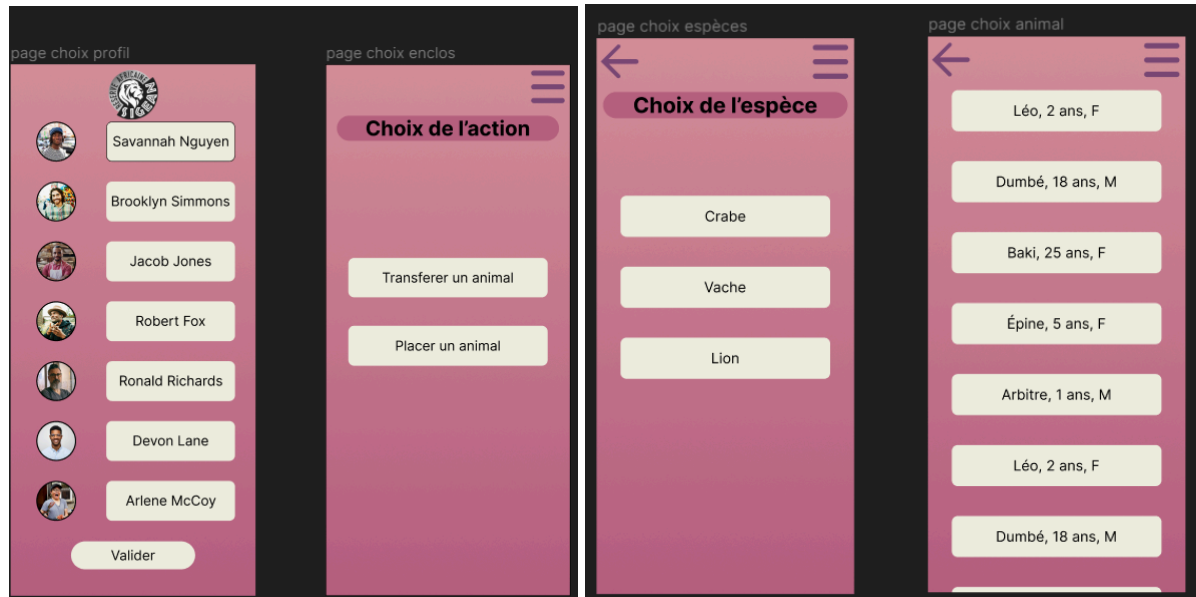 page choix profil
RÉSERVE AFRICAINE
SIGEAN
Savannah Nguyen
Brooklyn Simmons
Jacob Jones
Robert Fox
Ronald Richards
Devon Lane
Arlene McCoy
Valider
page choix enclos
Choix de l’action
Transferer un animal
Placer un animal
page choix espèces
Choix de l’espèce
Crabe
Vache
Lion
page choix animal
Léo, 2 ans, F
Dumbé, 18 ans, M
Baki, 25 ans, F
Épine, 5 ans, F
Arbitre, 1 ans, M
Léo, 2 ans, F
Dumbé, 18 ans, M